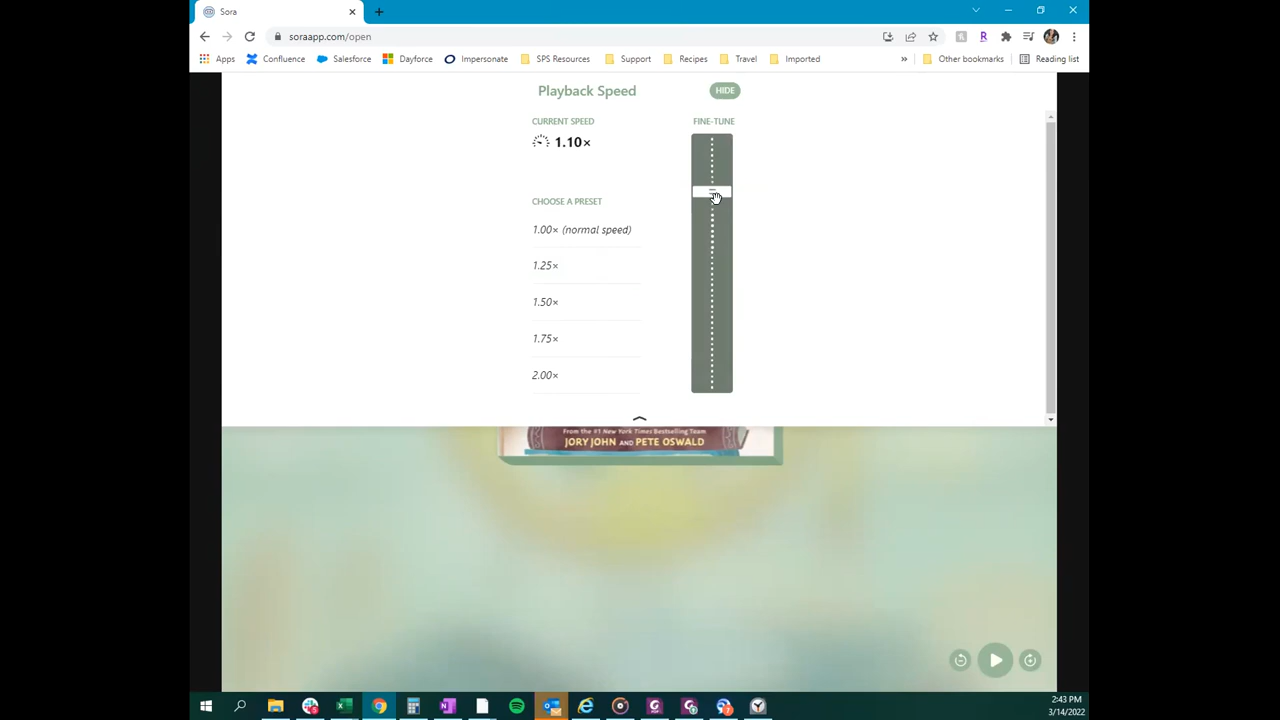 Sora
soraapp.com/open
Apps Confluence Salesforce Dayforce Impersonate SPS Resources Support Recipes Travel Imported » Other bookmarks Reading list
Playback Speed HIDE
CURRENT SPEED FINE-TUNE
1.10×
CHOOSE A PRESET
1.00× (normal speed)
1.25×
1.50×
1.75×
2.00×
From the #1 New York Times Bestselling Team
JORY JOHN AND PETE OSWALD
2:43 PM
3/14/2022